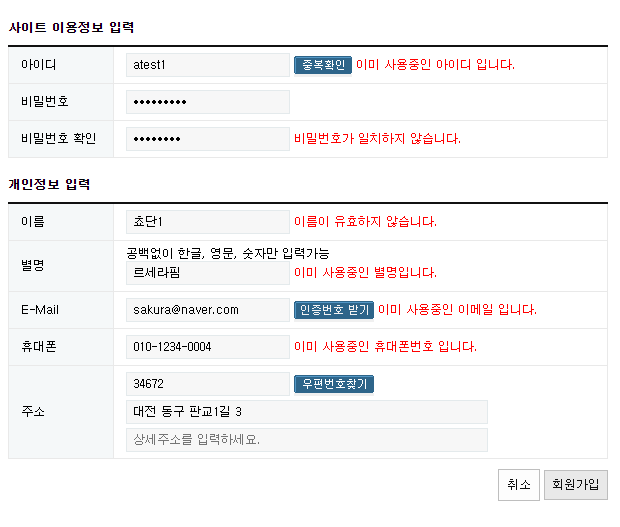 사이트 이용정보 입력
아이디 atest1 중복확인 이미 사용중인 아이디 입니다.
비밀번호 •••••••••
비밀번호 확인 •••••••• 비밀번호가 일치하지 않습니다.
개인정보 입력
이름 쵸단1 이름이 유효하지 않습니다.
공백없이 한글, 영문, 숫자만 입력가능
별명 르세라핌 이미 사용중인 별명입니다.
E-Mail sakura@naver.com 인증번호 받기 이미 사용중인 이메일 입니다.
휴대폰 010-1234-0004 이미 사용중인 휴대폰번호 입니다.
34672 우편번호찾기
주소 대전 동구 판교1길 3
상세주소를 입력하세요.
취소 회원가입